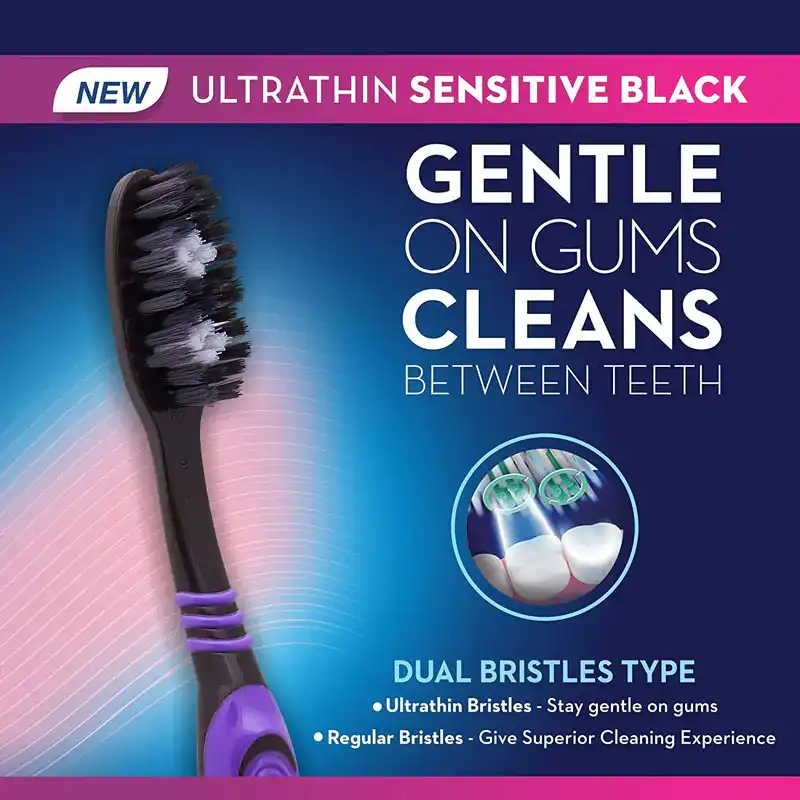 NEW ULTRATHIN SENSITIVE BLACK
GENTLE
ON GUMS
CLEANS
BETWEEN TEETH
DUAL BRISTLES TYPE
• Ultrathin Bristles - Stay gentle on gums
• Regular Bristles - Give Superior Cleaning Experience